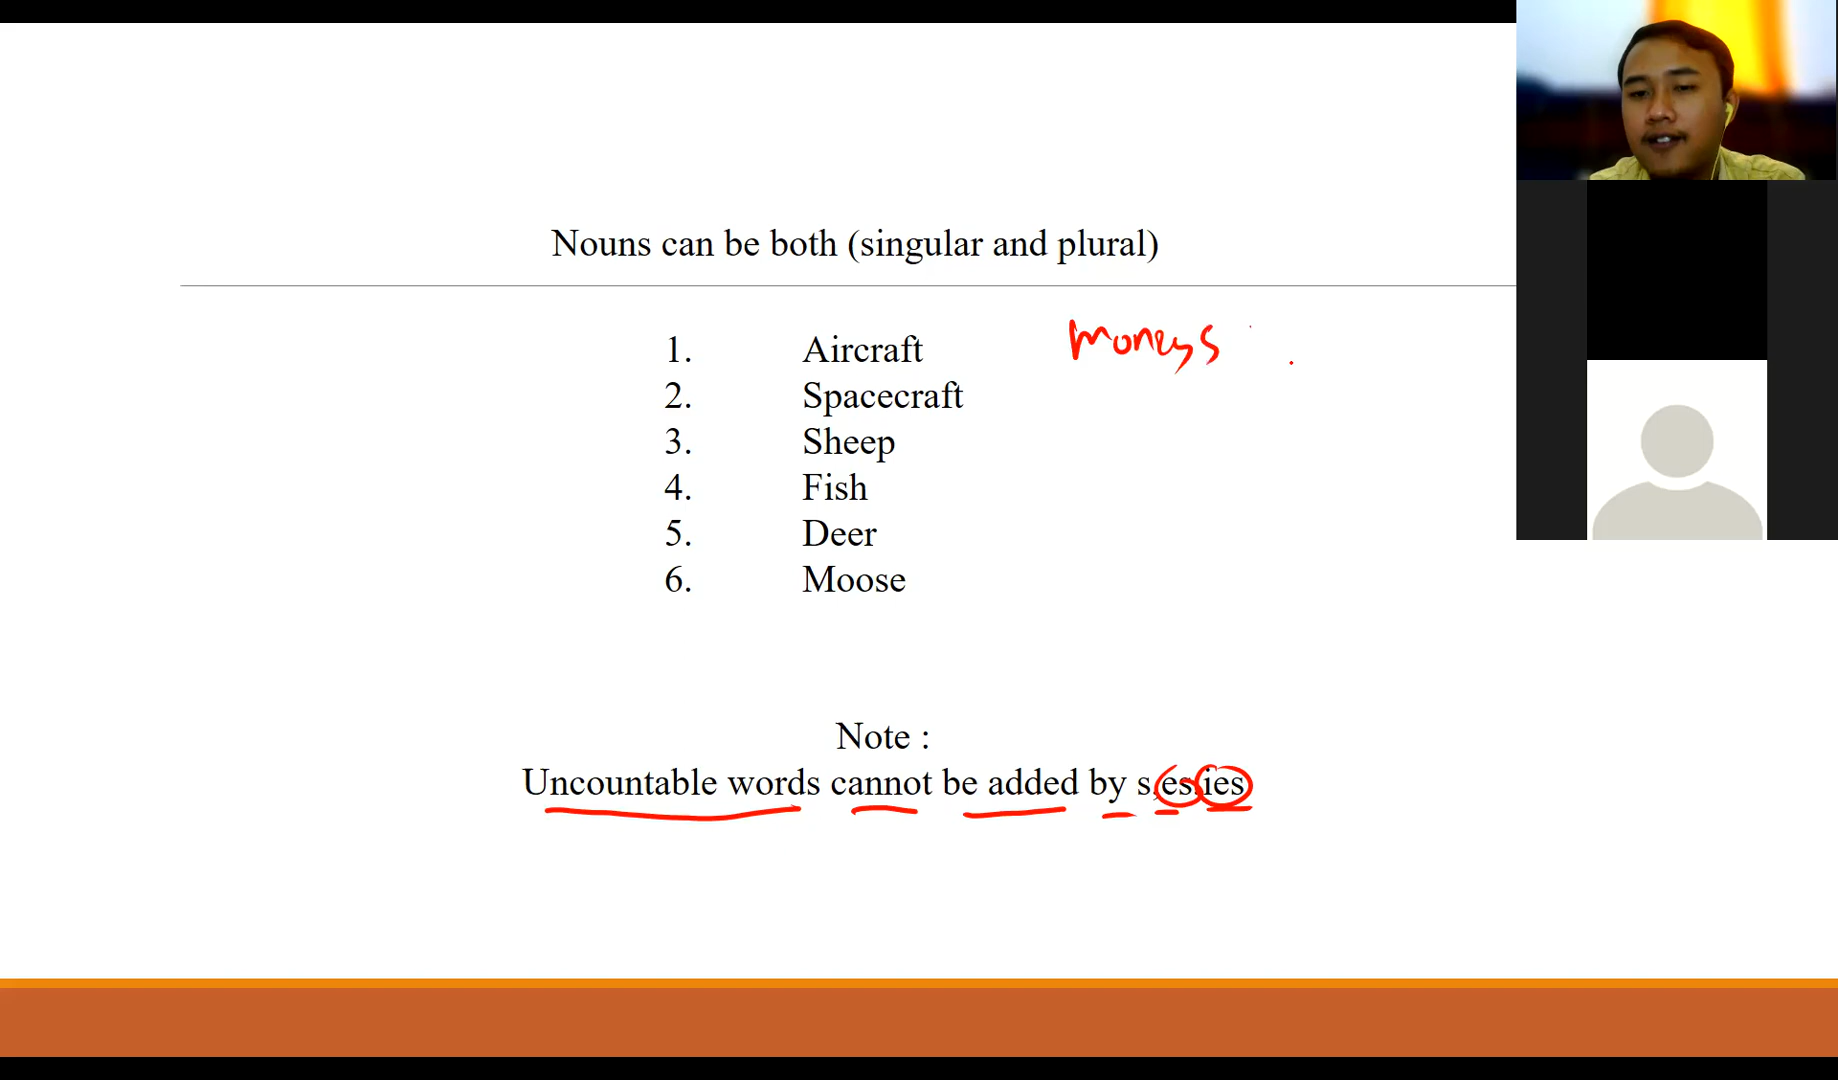 Nouns can be both (singular and plural)
1. Aircraft moneys
2. Spacecraft
3. Sheep
4. Fish
5. Deer
6. Moose
Note :
Uncountable words cannot be added by s,es,ies